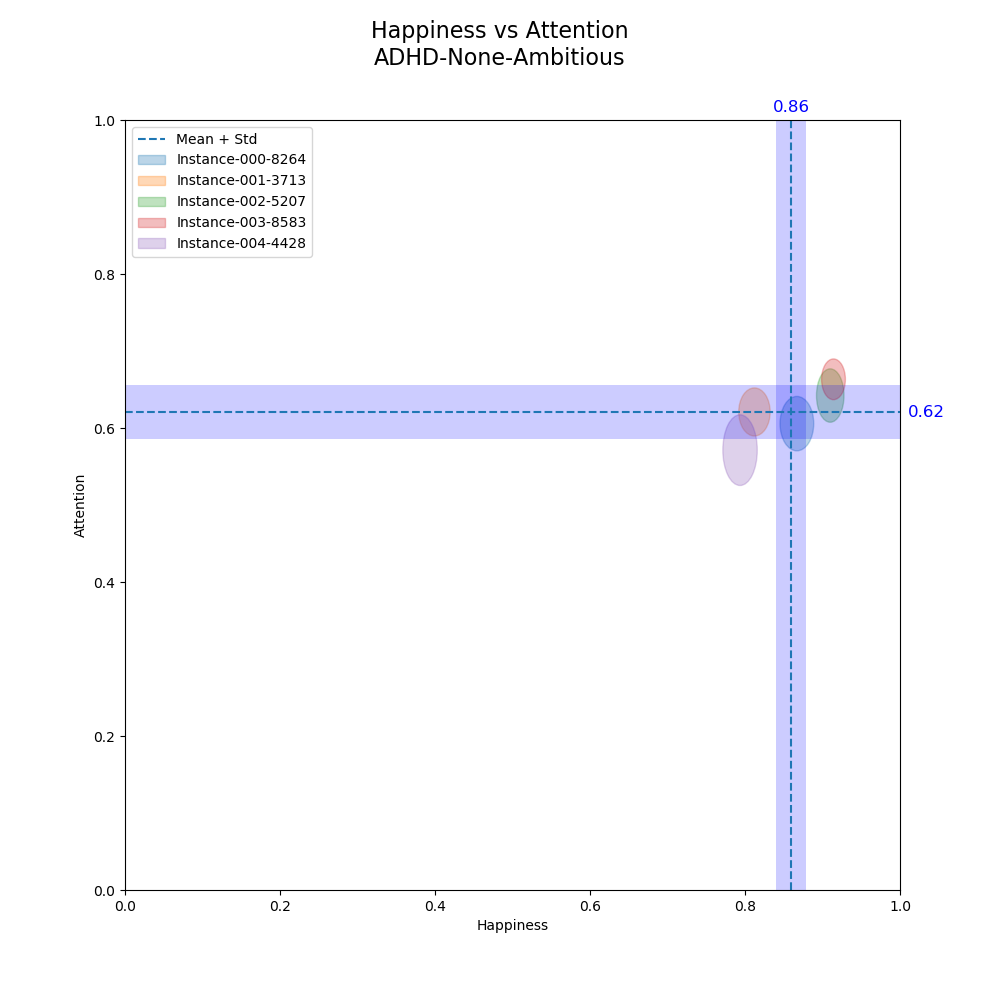 Happiness vs Attention
ADHD-None-Ambitious
0.86
1.0
Mean + Std
Instance-000-8264
Instance-001-3713
Instance-002-5207
Instance-003-8583
Instance-004-4428
0.8
0.6
0.62
Attention
0.4
0.2
0.0
0.0 0.2 0.4 0.6 0.8 1.0
Happiness